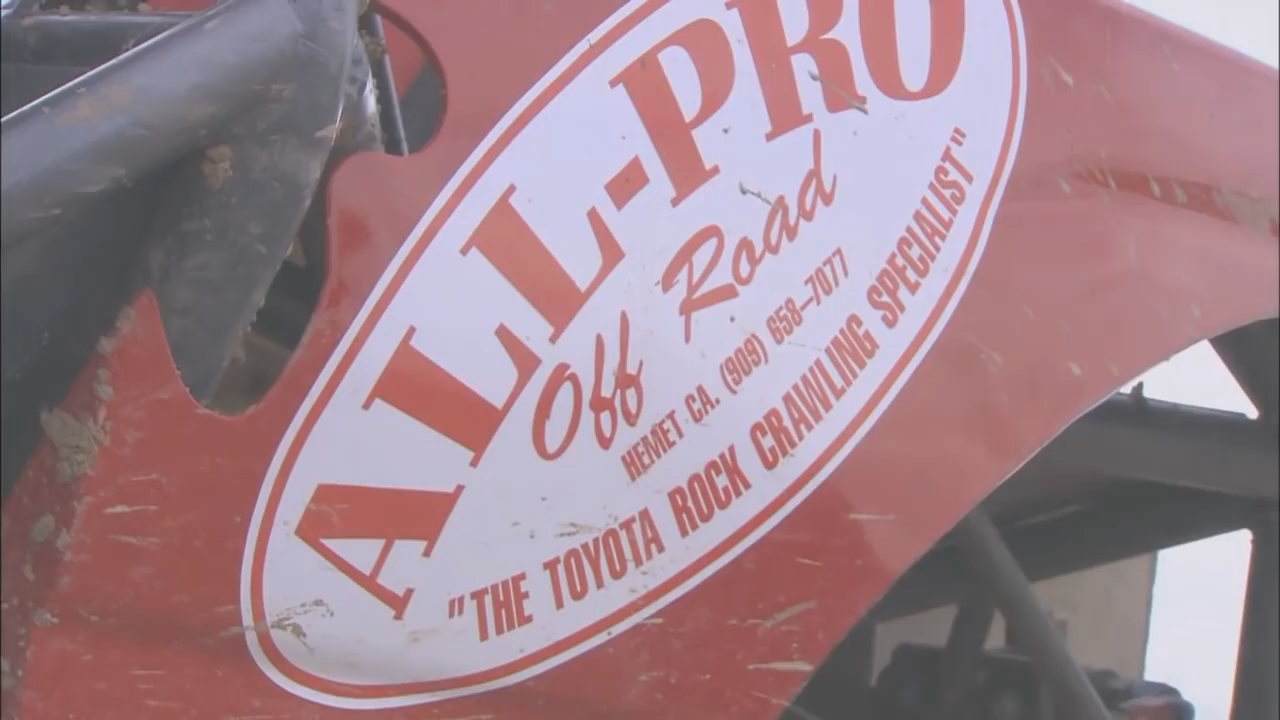 ALL-PRO
Off Road
HEMET CA. (909) 658-7077
"THE TOYOTA ROCK CRAWLING SPECIALIST"